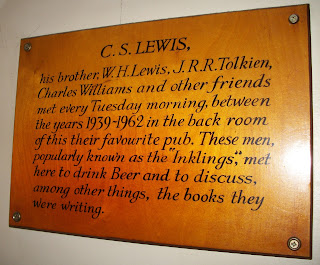 C. S. LEWIS,
his brother, W. H. Lewis, J. R. R. Tolkien,
Charles Williams and other friends
met every Tuesday morning, between
the years 1939-1962 in the back room
of this their favourite pub. These men,
popularly known as the "Inklings", met
here to drink Beer and to discuss,
among other things, the books they
were writing.